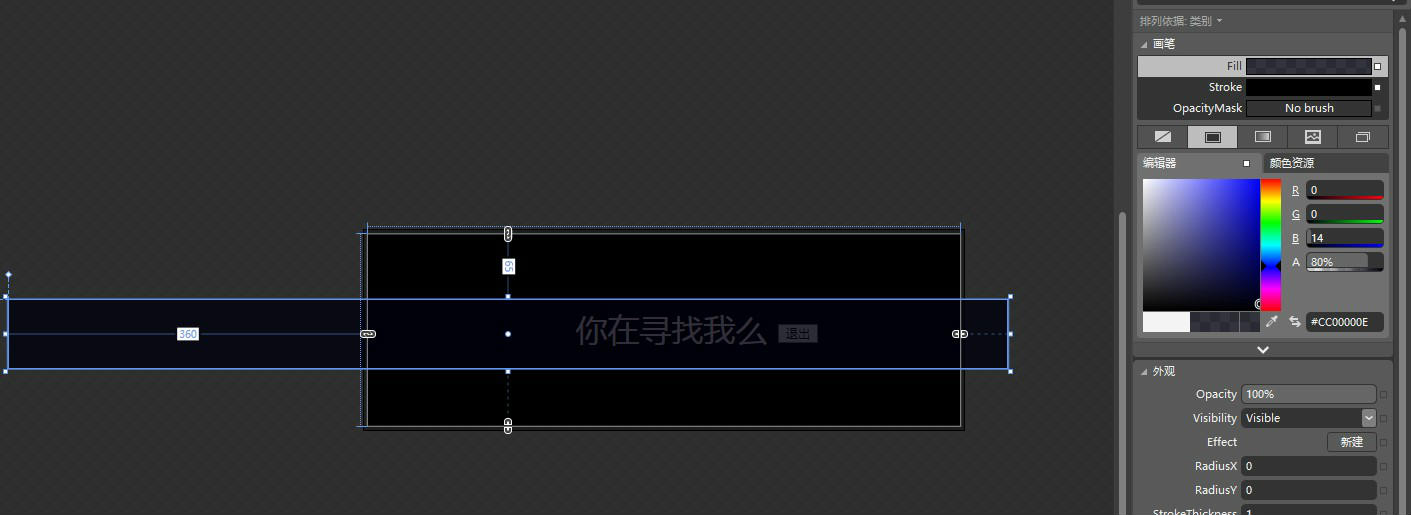 排列依据: 类别
画笔
Fill
Stroke
OpacityMask No brush
编辑器 颜色资源
R 0
G 0
B 14
A 80%
#CC00000E
外观
Opacity 100%
Visibility Visible
Effect 新建
RadiusX 0
RadiusY 0
StrokeThickness 1
65
360
你在寻找我么 退出